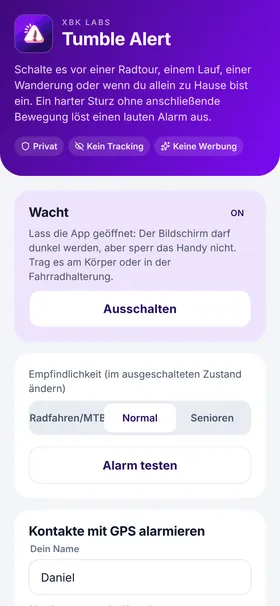 XBK LABS
Tumble Alert
Schalte es vor einer Radtour, einem Lauf, einer
Wanderung oder wenn du allein zu Hause bist
ein. Ein harter Sturz ohne anschließende
Bewegung löst einen lauten Alarm aus.
Privat
Kein Tracking
Keine Werbung
Wacht
ON
Lass die App geöffnet: Der Bildschirm darf
dunkel werden, aber sperr das Handy nicht.
Trag es am Körper oder in der
Fahrradhalterung.
Ausschalten
Empfindlichkeit (im ausgeschalteten Zustand
ändern)
Radfahren/MTB
Normal
Senioren
Alarm testen
Kontakte mit GPS alarmieren
Dein Name
Daniel